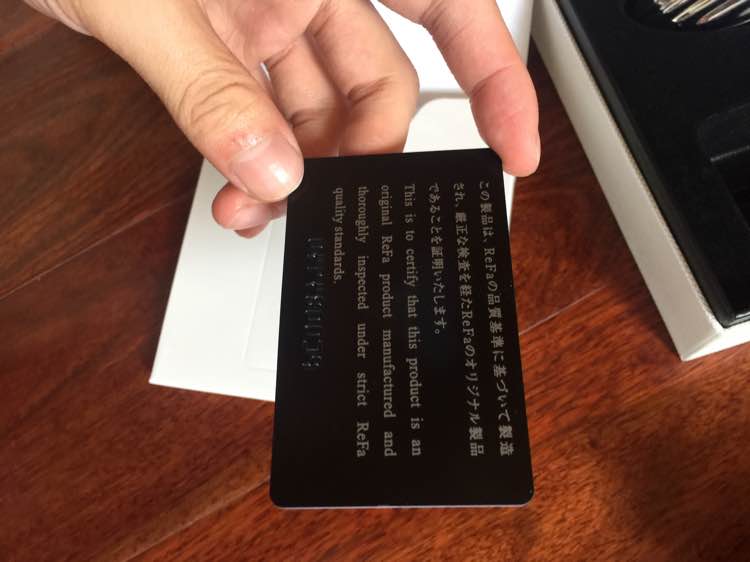 この製品は、ReFaの品質基準に基づいて製造
され、厳正な検査を経たReFaのオリジナル製品
であることを証明いたします。
This is to certify that this product is an
original ReFa product manufactured and
thoroughly inspected under strict ReFa
quality standards.